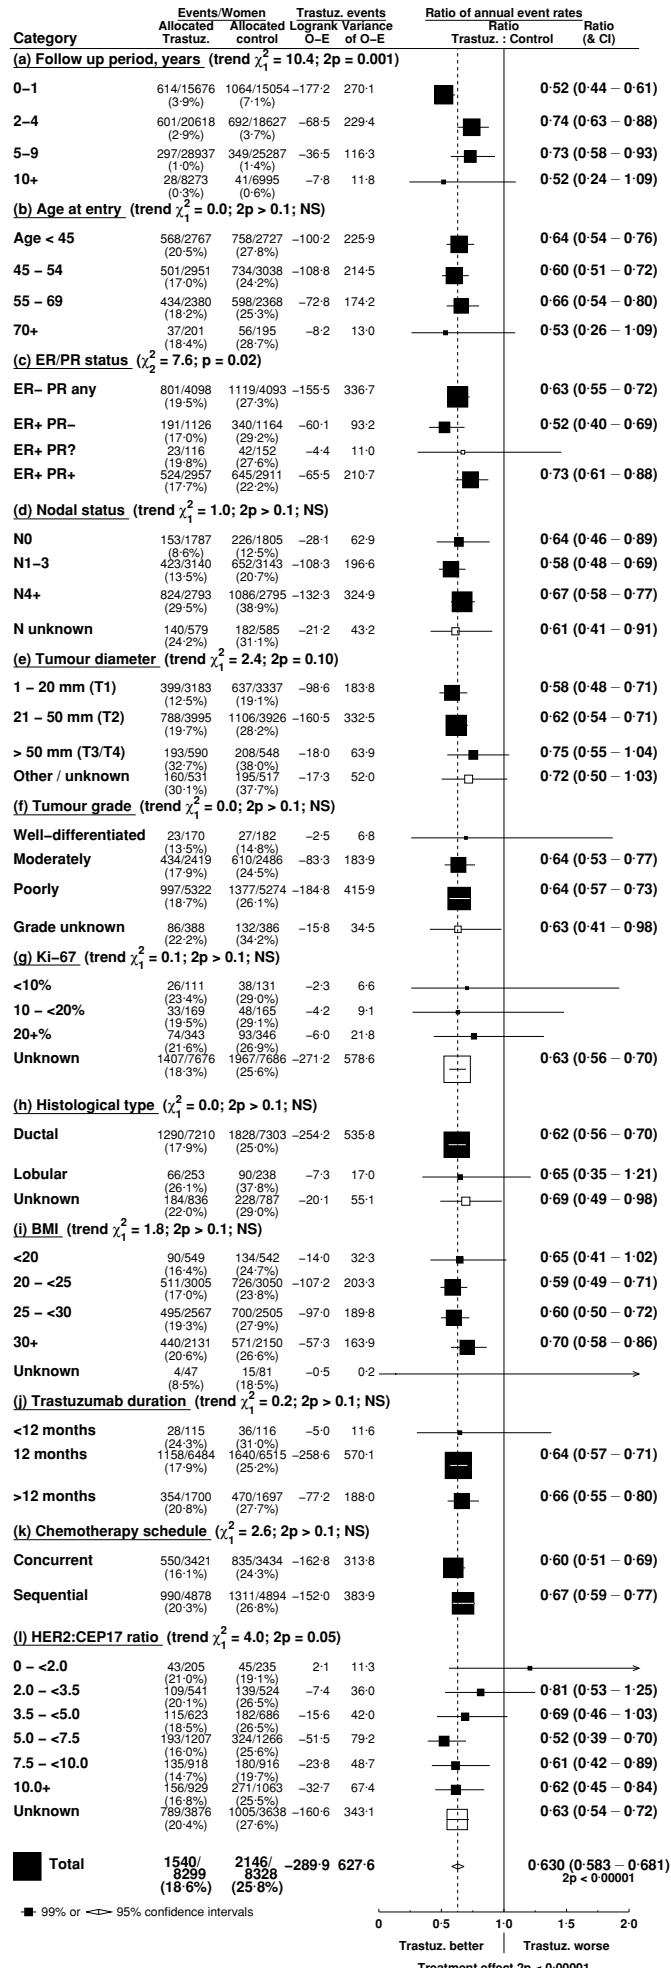 Events/Women Trastuz. events Ratio of annual event rates
Allocated Allocated Logrank Variance Ratio Ratio
Category Trastuz. control O−E of O−E Trastuz. : Control (& CI)
(a) Follow up period, years (trend χ²₁ = 10.4; 2p = 0.001)
0−1 614/15676 1064/15054 −177·2 270·1 0·52 (0·44 − 0·61)
(3·9%) (7·1%)
2−4 601/20618 692/18627 −68·5 229·4 0·74 (0·63 − 0·88)
(2·9%) (3·7%)
5−9 297/28937 349/25287 −36·5 116·3 0·73 (0·58 − 0·93)
(1·0%) (1·4%)
10+ 28/8273 41/6995 −7·8 11·8 0·52 (0·24 − 1·09)
(0·3%) (0·6%)
(b) Age at entry (trend χ²₁ = 0.0; 2p > 0.1; NS)
Age < 45 568/2767 758/2727 −100·2 225·9 0·64 (0·54 − 0·76)
(20·5%) (27·8%)
45 − 54 501/2951 734/3038 −108·8 214·5 0·60 (0·51 − 0·72)
(17·0%) (24·2%)
55 − 69 434/2380 598/2368 −72·8 174·2 0·66 (0·54 − 0·80)
(18·2%) (25·3%)
70+ 37/201 56/195 −8·2 13·0 0·53 (0·26 − 1·09)
(18·4%) (28·7%)
(c) ER/PR status (χ²₂ = 7.6; p = 0.02)
ER− PR any 801/4098 1119/4093 −155·5 336·7 0·63 (0·55 − 0·72)
(19·5%) (27·3%)
ER+ PR− 191/1126 340/1164 −60·1 93·2 0·52 (0·40 − 0·69)
(17·0%) (29·2%)
ER+ PR? 23/116 42/152 −4·4 11·0
(19·8%) (27·6%)
ER+ PR+ 524/2957 645/2911 −65·5 210·7 0·73 (0·61 − 0·88)
(17·7%) (22·2%)
(d) Nodal status (trend χ²₁ = 1.0; 2p > 0.1; NS)
N0 153/1787 226/1805 −28·1 62·9 0·64 (0·46 − 0·89)
(8·6%) (12·5%)
N1−3 423/3140 652/3143 −108·3 196·6 0·58 (0·48 − 0·69)
(13·5%) (20·7%)
N4+ 824/2793 1086/2795 −132·3 324·9 0·67 (0·58 − 0·77)
(29·5%) (38·9%)
N unknown 140/579 182/585 −21·2 43·2 0·61 (0·41 − 0·91)
(24·2%) (31·1%)
(e) Tumour diameter (trend χ²₁ = 2.4; 2p = 0.10)
1 − 20 mm (T1) 399/3183 637/3337 −98·6 183·8 0·58 (0·48 − 0·71)
(12·5%) (19·1%)
21 − 50 mm (T2) 788/3995 1106/3926 −160·5 332·5 0·62 (0·54 − 0·71)
(19·7%) (28·2%)
> 50 mm (T3/T4) 193/590 208/548 −18·0 63·9 0·75 (0·55 − 1·04)
(32·7%) (38·0%)
Other / unknown 160/531 195/517 −17·3 52·0 0·72 (0·50 − 1·03)
(30·1%) (37·7%)
(f) Tumour grade (trend χ²₁ = 0.0; 2p > 0.1; NS)
Well−differentiated 23/170 27/182 −2·5 6·8
(13·5%) (14·8%)
Moderately 434/2419 610/2486 −83·3 183·9 0·64 (0·53 − 0·77)
(17·9%) (24·5%)
Poorly 997/5322 1377/5274 −184·8 415·9 0·64 (0·57 − 0·73)
(18·7%) (26·1%)
Grade unknown 86/388 132/386 −15·8 34·5 0·63 (0·41 − 0·98)
(22·2%) (34·2%)
(g) Ki−67 (trend χ²₁ = 0.1; 2p > 0.1; NS)
<10% 26/111 38/131 −2·3 6·6
(23·4%) (29·0%)
10 − <20% 33/169 48/165 −4·2 9·1
(19·5%) (29·1%)
20+% 74/343 93/346 −6·0 21·8
(21·6%) (26·9%)
Unknown 1407/7676 1967/7686 −271·2 578·6 0·63 (0·56 − 0·70)
(18·3%) (25·6%)
(h) Histological type (χ²₁ = 0.0; 2p > 0.1; NS)
Ductal 1290/7210 1828/7303 −254·2 535·8 0·62 (0·56 − 0·70)
(17·9%) (25·0%)
Lobular 66/253 90/238 −7·3 17·0 0·65 (0·35 − 1·21)
(26·1%) (37·8%)
Unknown 184/836 228/787 −20·1 55·1 0·69 (0·49 − 0·98)
(22·0%) (29·0%)
(i) BMI (trend χ²₁ = 1.8; 2p > 0.1; NS)
<20 90/549 134/542 −14·0 32·3 0·65 (0·41 − 1·02)
(16·4%) (24·7%)
20 − <25 511/3005 726/3050 −107·2 203·3 0·59 (0·49 − 0·71)
(17·0%) (23·8%)
25 − <30 495/2567 700/2505 −97·0 189·8 0·60 (0·50 − 0·72)
(19·3%) (27·9%)
30+ 440/2131 571/2150 −57·3 163·9 0·70 (0·58 − 0·86)
(20·6%) (26·6%)
Unknown 4/47 15/81 −0·5 0·2
(8·5%) (18·5%)
(j) Trastuzumab duration (trend χ²₁ = 0.2; 2p > 0.1; NS)
<12 months 28/115 36/116 −5·0 11·6
(24·3%) (31·0%)
12 months 1158/6484 1640/6515 −258·6 570·1 0·64 (0·57 − 0·71)
(17·9%) (25·2%)
>12 months 354/1700 470/1697 −77·2 188·0 0·66 (0·55 − 0·80)
(20·8%) (27·7%)
(k) Chemotherapy schedule (χ²₁ = 2.6; 2p > 0.1; NS)
Concurrent 550/3421 835/3434 −162·8 313·8 0·60 (0·51 − 0·69)
(16·1%) (24·3%)
Sequential 990/4878 1311/4894 −152·0 383·9 0·67 (0·59 − 0·77)
(20·3%) (26·8%)
(l) HER2:CEP17 ratio (trend χ²₁ = 4.0; 2p = 0.05)
0 − <2.0 43/205 45/235 2·1 11·3
(21·0%) (19·1%)
2.0 − <3.5 109/541 139/524 −7·4 36·0 0·81 (0·53 − 1·25)
(20·1%) (26·5%)
3.5 − <5.0 115/623 182/686 −15·6 42·0 0·69 (0·46 − 1·03)
(18·5%) (26·5%)
5.0 − <7.5 193/1207 324/1266 −51·5 79·2 0·52 (0·39 − 0·70)
(16·0%) (25·6%)
7.5 − <10.0 135/918 180/916 −23·8 48·7 0·61 (0·42 − 0·89)
(14·7%) (19·7%)
10.0+ 156/929 271/1063 −32·7 67·4 0·62 (0·45 − 0·84)
(16·8%) (25·5%)
Unknown 789/3876 1005/3638 −160·6 343·1 0·63 (0·54 − 0·72)
(20·4%) (27·6%)
Total 1540/ 2146/ −289·9 627·6 0·630 (0·583 − 0·681)
8299 8328 2p < 0·00001
(18·6%) (25·8%)
99% or 95% confidence intervals
0 0·5 1·0 1·5 2·0
Trastuz. better Trastuz. worse
Treatment effect 2p < 0·00001